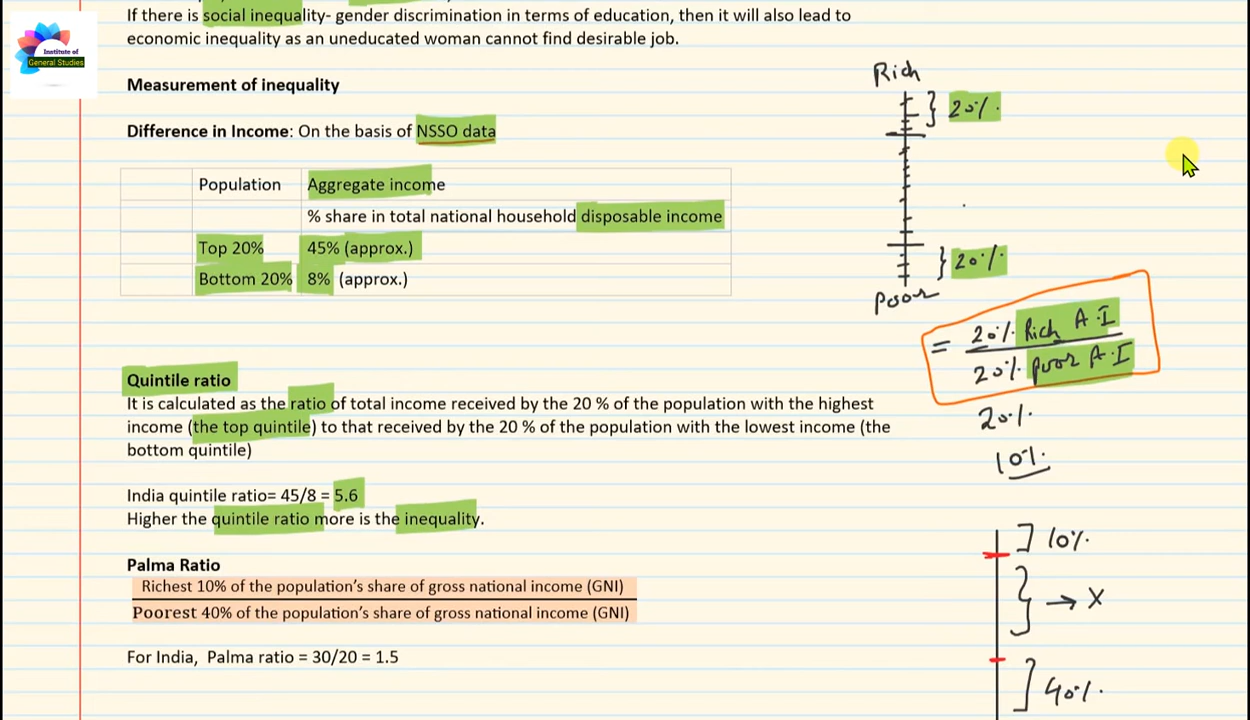 If there is social inequality- gender discrimination in terms of education, then it will also lead to
economic inequality as an uneducated woman cannot find desirable job.
Institute of
General Studies
Measurement of inequality
Difference in Income: On the basis of NSSO data
Population Aggregate income
% share in total national household disposable income
Top 20% 45% (approx.)
Bottom 20% 8% (approx.)
Rich
20%.
20%.
Poor
= 20% Rich A.I
20% Poor A.I
20%.
10%.
Quintile ratio
It is calculated as the ratio of total income received by the 20 % of the population with the highest
income (the top quintile) to that received by the 20 % of the population with the lowest income (the
bottom quintile)
India quintile ratio= 45/8 = 5.6
Higher the quintile ratio more is the inequality.
Palma Ratio
Richest 10% of the population's share of gross national income (GNI)
Poorest 40% of the population's share of gross national income (GNI)
For India, Palma ratio = 30/20 = 1.5
10%.
→ X
40%.